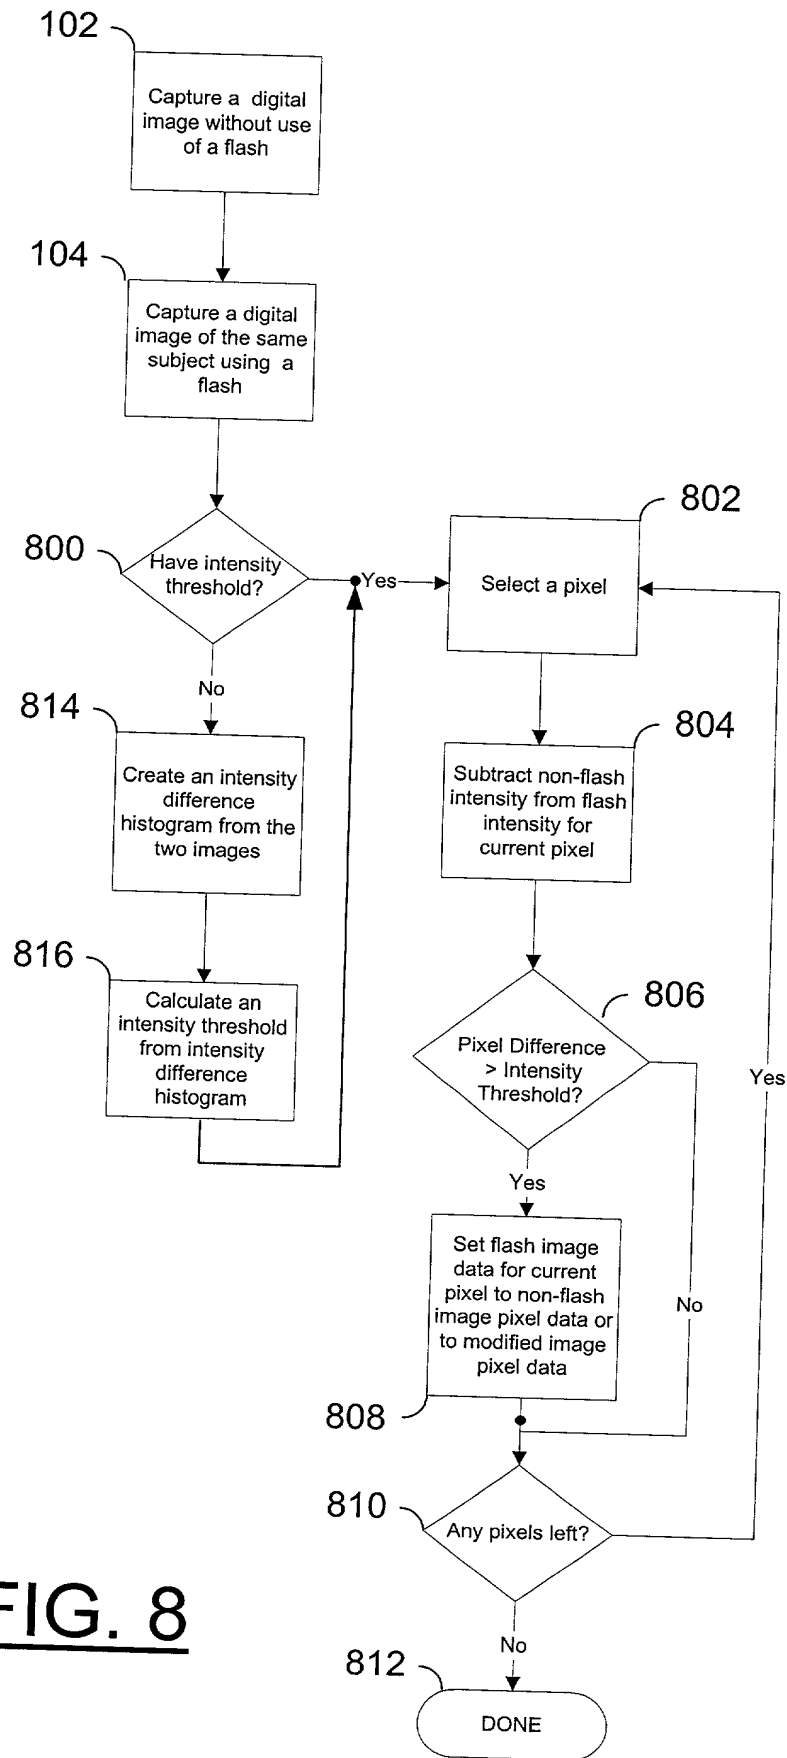 102
Capture a digital
image without use
of a flash
104
Capture a digital
image of the same
subject using a
flash
800
Have intensity
threshold?
Yes
No
814
Create an intensity
difference
histogram from the
two images
816
Calculate an
intensity threshold
from intensity
difference
histogram
802
Select a pixel
804
Subtract non-flash
intensity from flash
intensity for
current pixel
806
Pixel Difference
> Intensity
Threshold?
Yes
No
Set flash image
data for current
pixel to non-flash
image pixel data or
to modified image
pixel data
808
810
Any pixels left?
Yes
No
812
DONE
FIG. 8